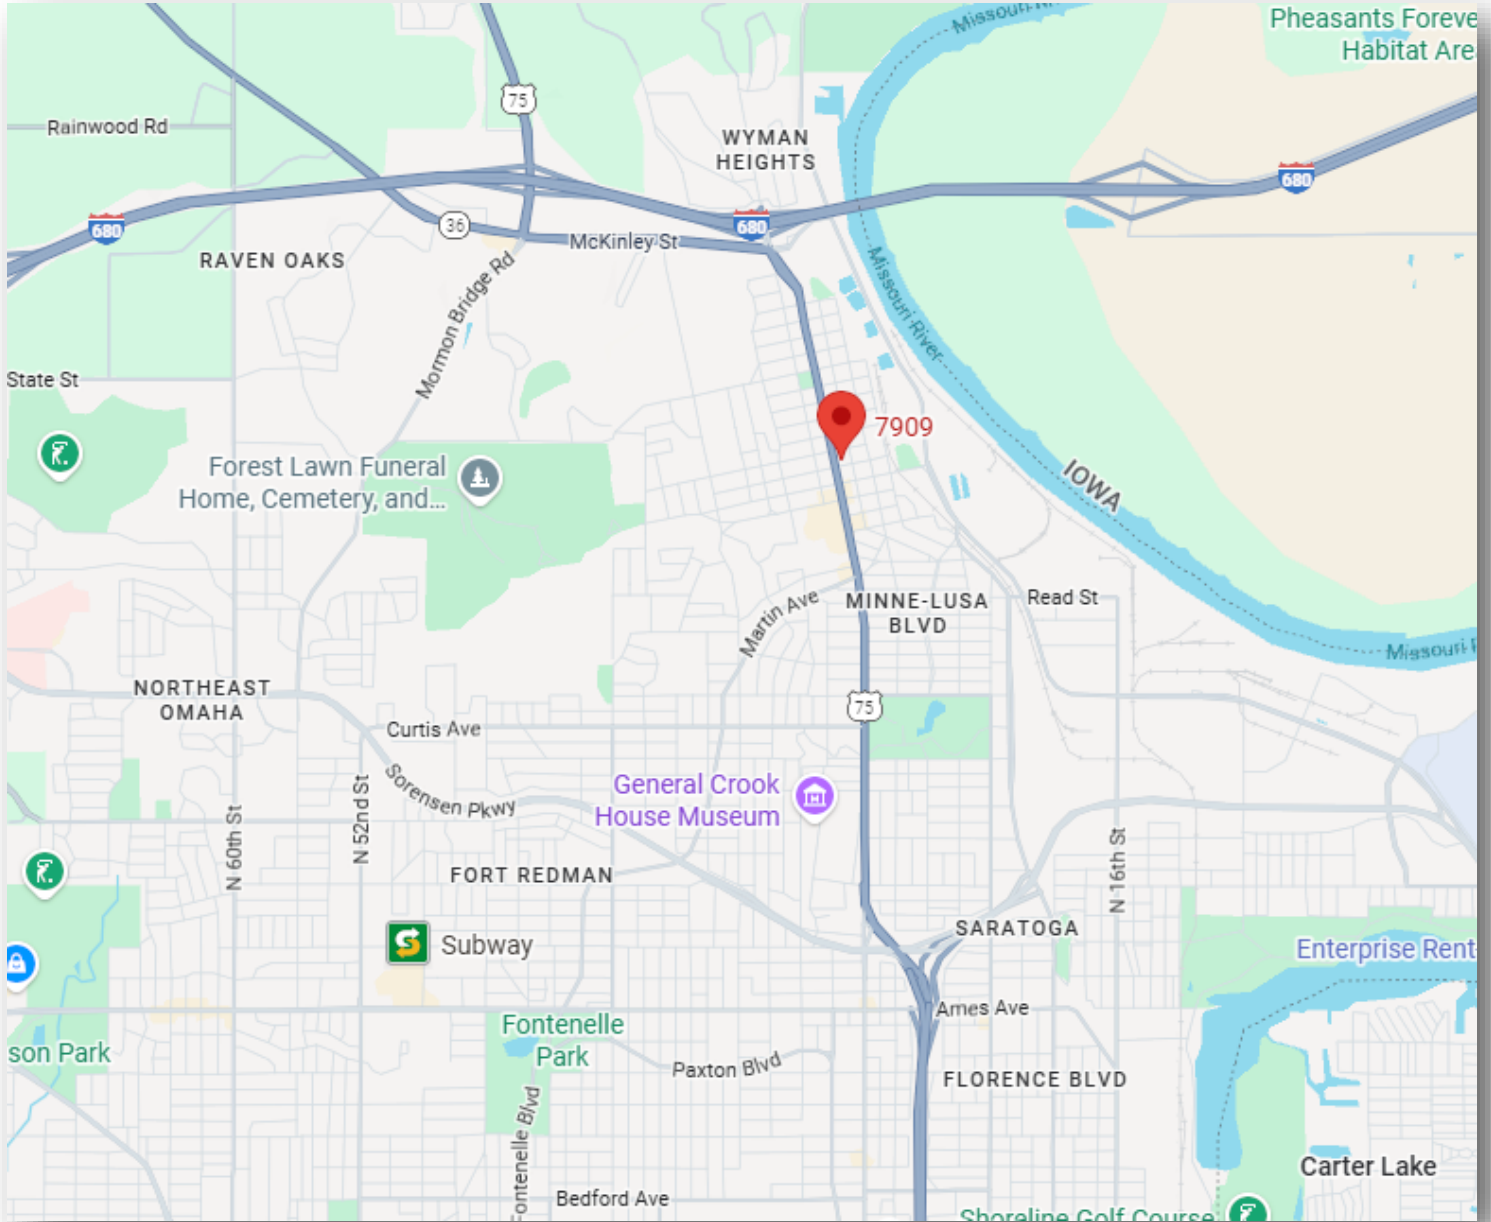 Missouri
Pheasants Foreve
Habitat Area
75
Rainwood Rd
WYMAN
HEIGHTS
680
680
36
680
McKinley St
RAVEN OAKS
Mormon Bridge Rd
Missouri River
State St
7909
Forest Lawn Funeral
Home, Cemetery, and...
IOWA
Martin Ave
MINNE-LUSA
BLVD
Read St
Missouri
NORTHEAST
OMAHA
75
Curtis Ave
Sorensen Pkwy
General Crook
House Museum
N 60th St
N 52nd St
N 16th St
FORT REDMAN
SARATOGA
Subway
Enterprise Rent
Ames Ave
Fontenelle
Park
son Park
Paxton Blvd
FLORENCE BLVD
Fontenelle Blvd
Carter Lake
Bedford Ave
Shoraline Golf Course